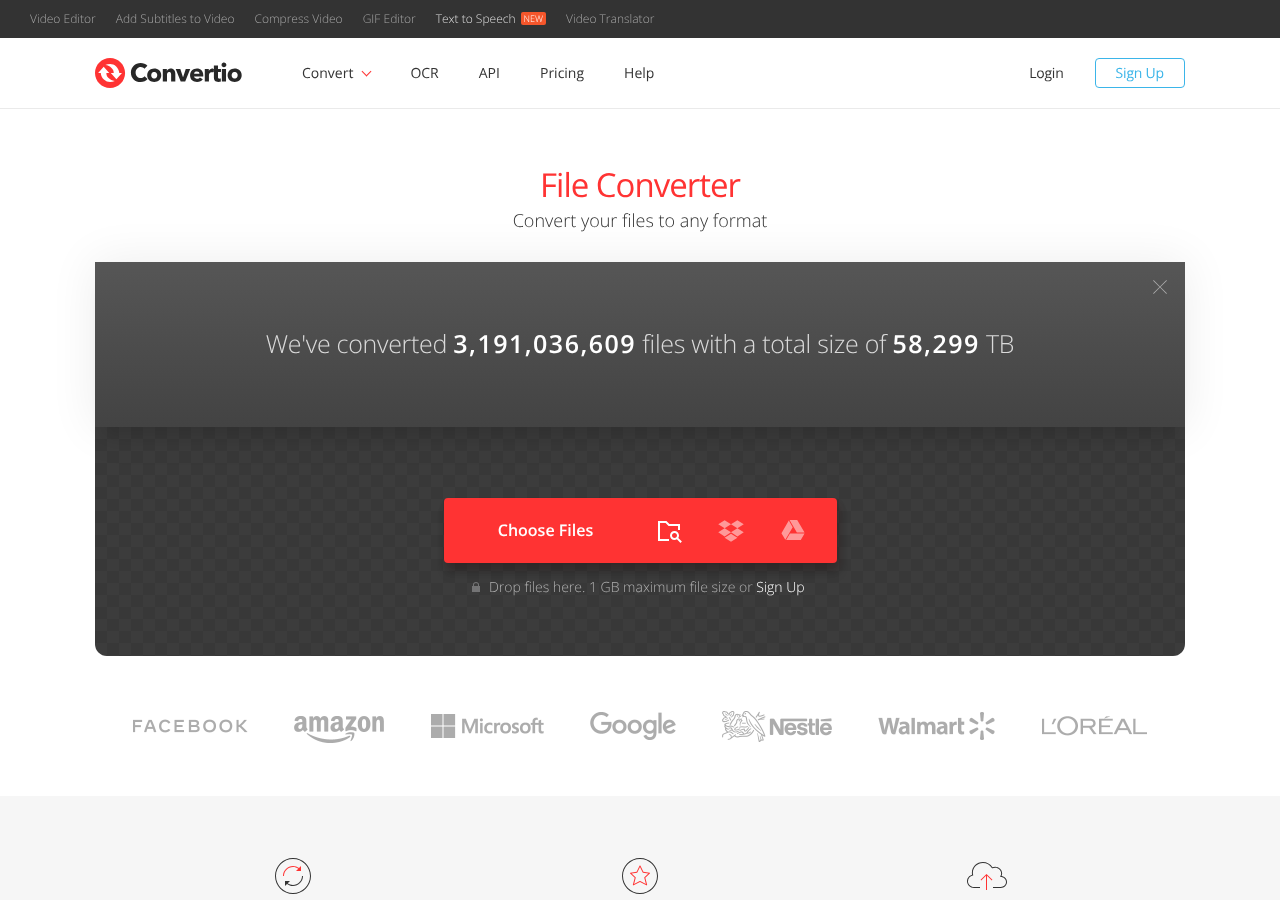 Video Editor Add Subtitles to Video Compress Video GIF Editor Text to Speech NEW Video Translator
Convertio Convert OCR API Pricing Help Login Sign Up
File Converter
Convert your files to any format
We've converted 3,191,036,609 files with a total size of 58,299 TB
Choose Files
Drop files here. 1 GB maximum file size or Sign Up
FACEBOOK amazon Microsoft Google Nestlé Walmart L'ORÉAL